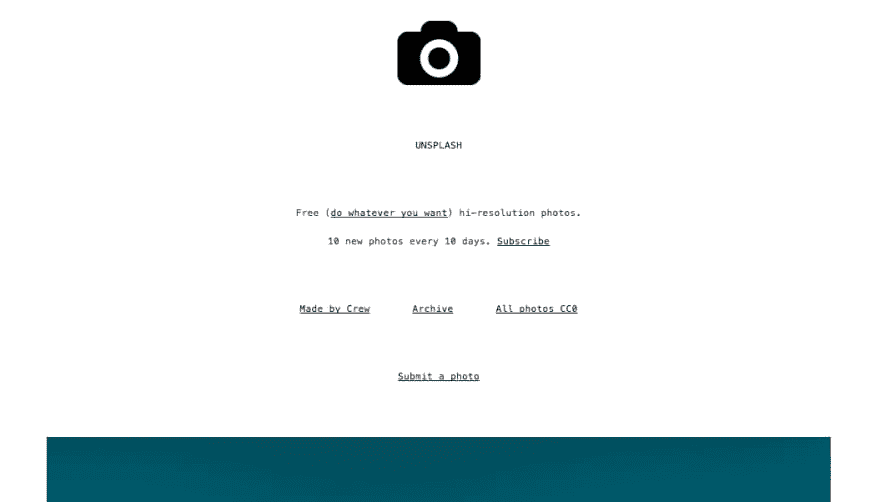 UNSPLASH
Free (do whatever you want) hi-resolution photos.
10 new photos every 10 days. Subscribe
Made by Crew Archive All photos CC0
Submit a photo